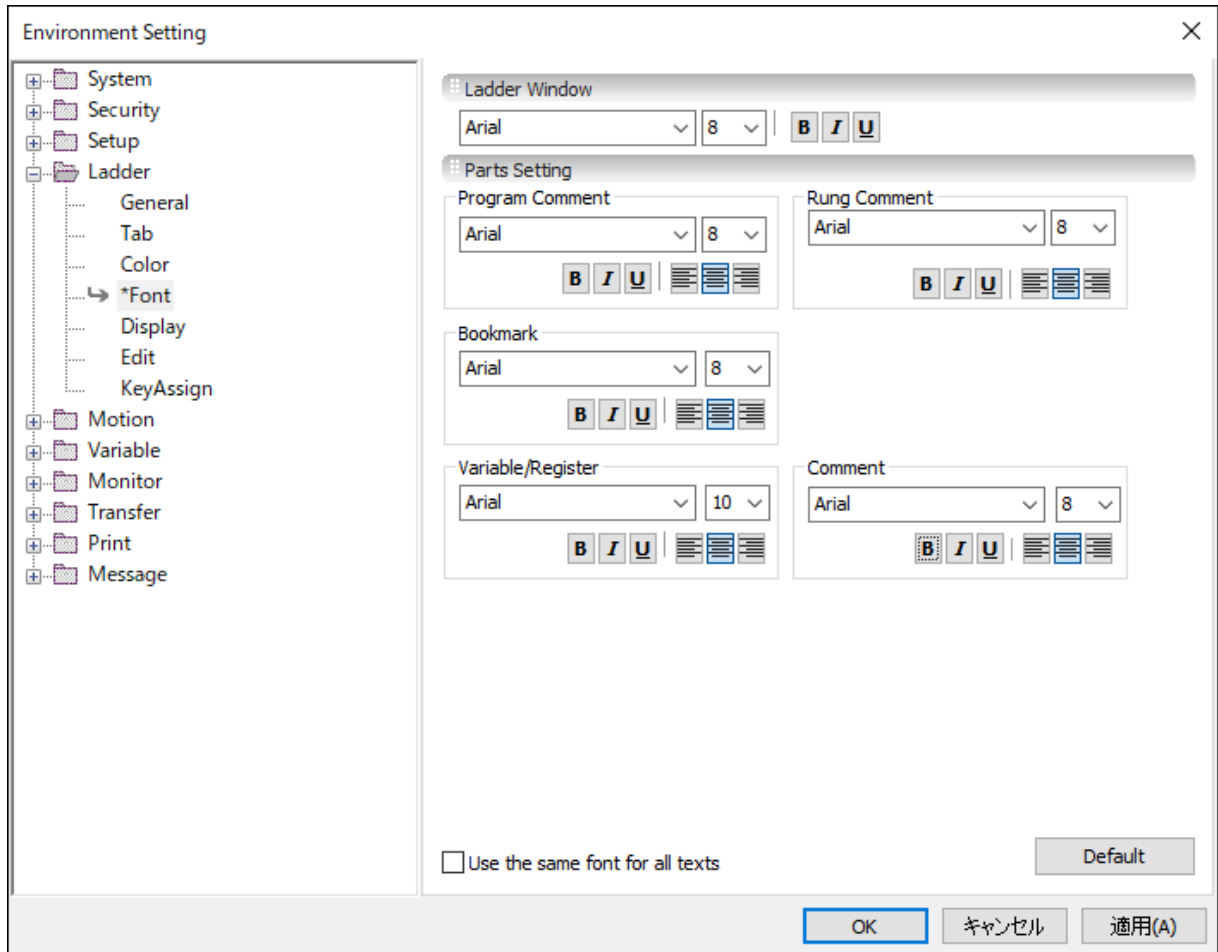 Environment Setting
System
Security
Setup
Ladder
General
Tab
Color
*Font
Display
Edit
KeyAssign
Motion
Variable
Monitor
Transfer
Print
Message
Ladder Window
Arial 8 B I U
Parts Setting
Program Comment
Arial 8
B I U
Rung Comment
Arial 8
B I U
Bookmark
Arial 8
B I U
Variable/Register
Arial 10
B I U
Comment
Arial 8
B I U
Use the same font for all texts
Default
OK キャンセル 適用(A)